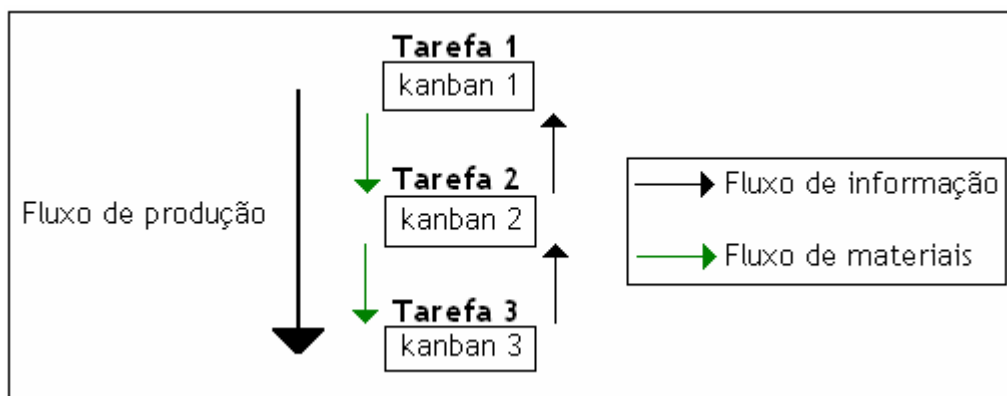 Tarefa 1
kanban 1
Tarefa 2
kanban 2
Fluxo de produção
Tarefa 3
kanban 3
Fluxo de informação
Fluxo de materiais